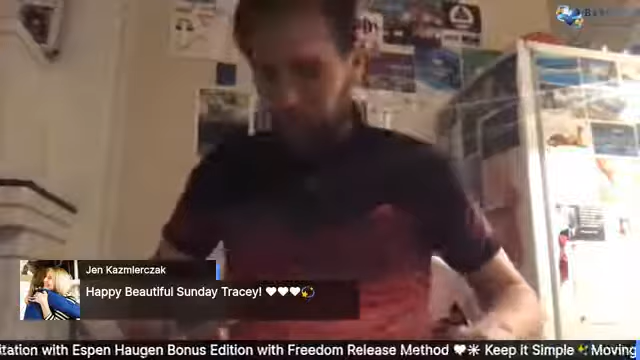 Jen Kazmierczak
Happy Beautiful Sunday Tracey! ❤❤❤💫
itation with Espen Haugen Bonus Edition with Freedom Release Method ❤☀ Keep it Simple ✨ Moving